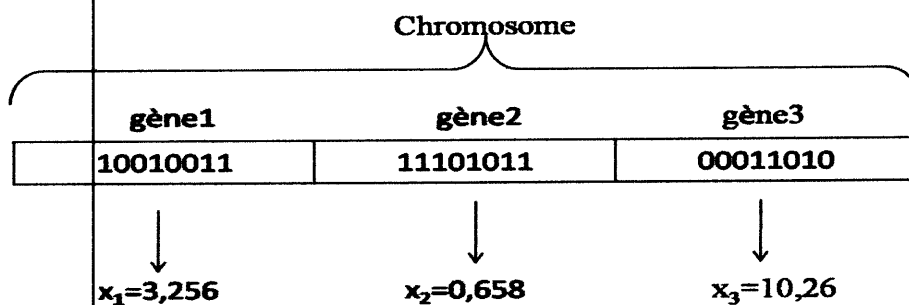 Chromosome
gène1 gène2 gène3
10010011 11101011 00011010
x₁=3,256 x₂=0,658 x₃=10,26